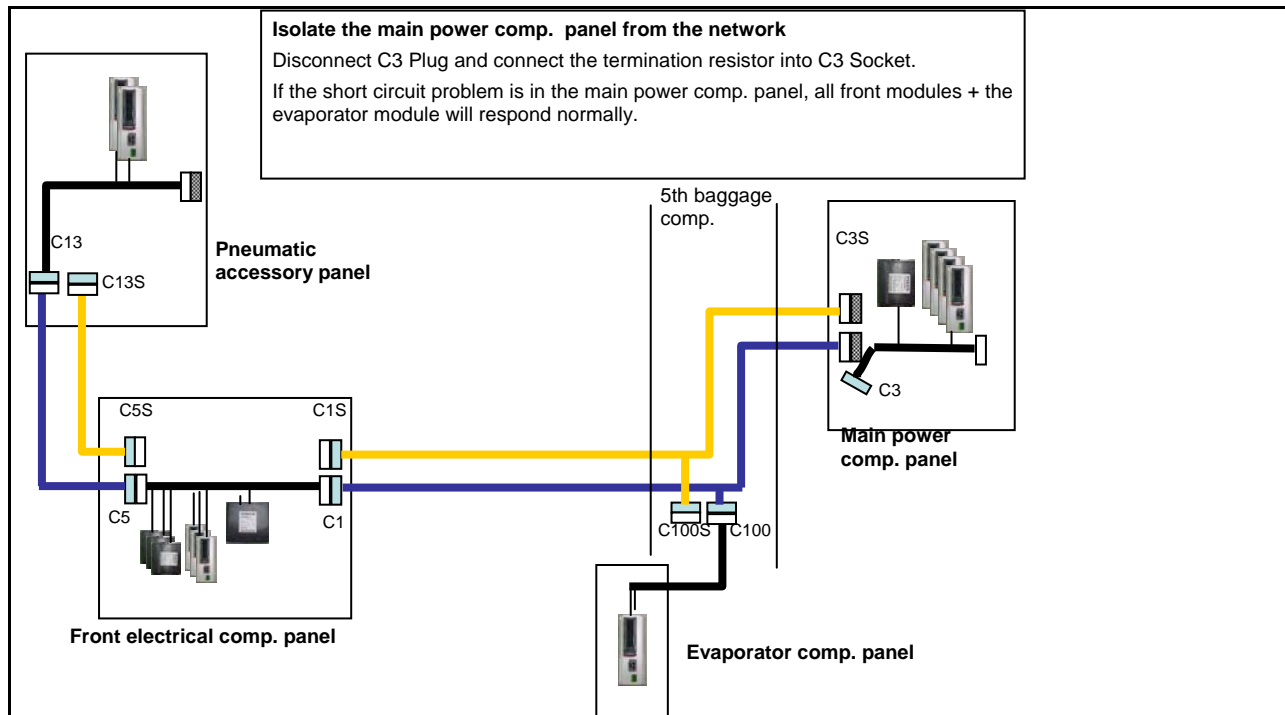 Isolate the main power comp.  panel from the network
Disconnect C3 Plug and connect the termination resistor into C3 Socket.
If the short circuit problem is in the main power comp. panel, all front modules + the
evaporator module will respond normally.
5th baggage
comp.
C3S
C13
Pneumatic
accessory panel
C13S
C3
C5S
C1S
Main power
comp. panel
C5
C1
C100S
C100
Front electrical comp. panel
Evaporator comp. panel